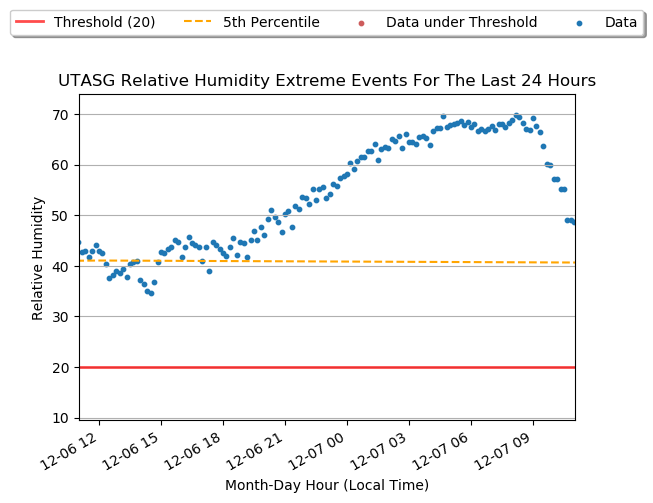 Threshold (20) 5th Percentile Data under Threshold Data
UTASG Relative Humidity Extreme Events For The Last 24 Hours
70
60
50
40
30
20
10
Relative Humidity
12-06 12 12-06 15 12-06 18 12-06 21 12-07 00 12-07 03 12-07 06 12-07 09
Month-Day Hour (Local Time)